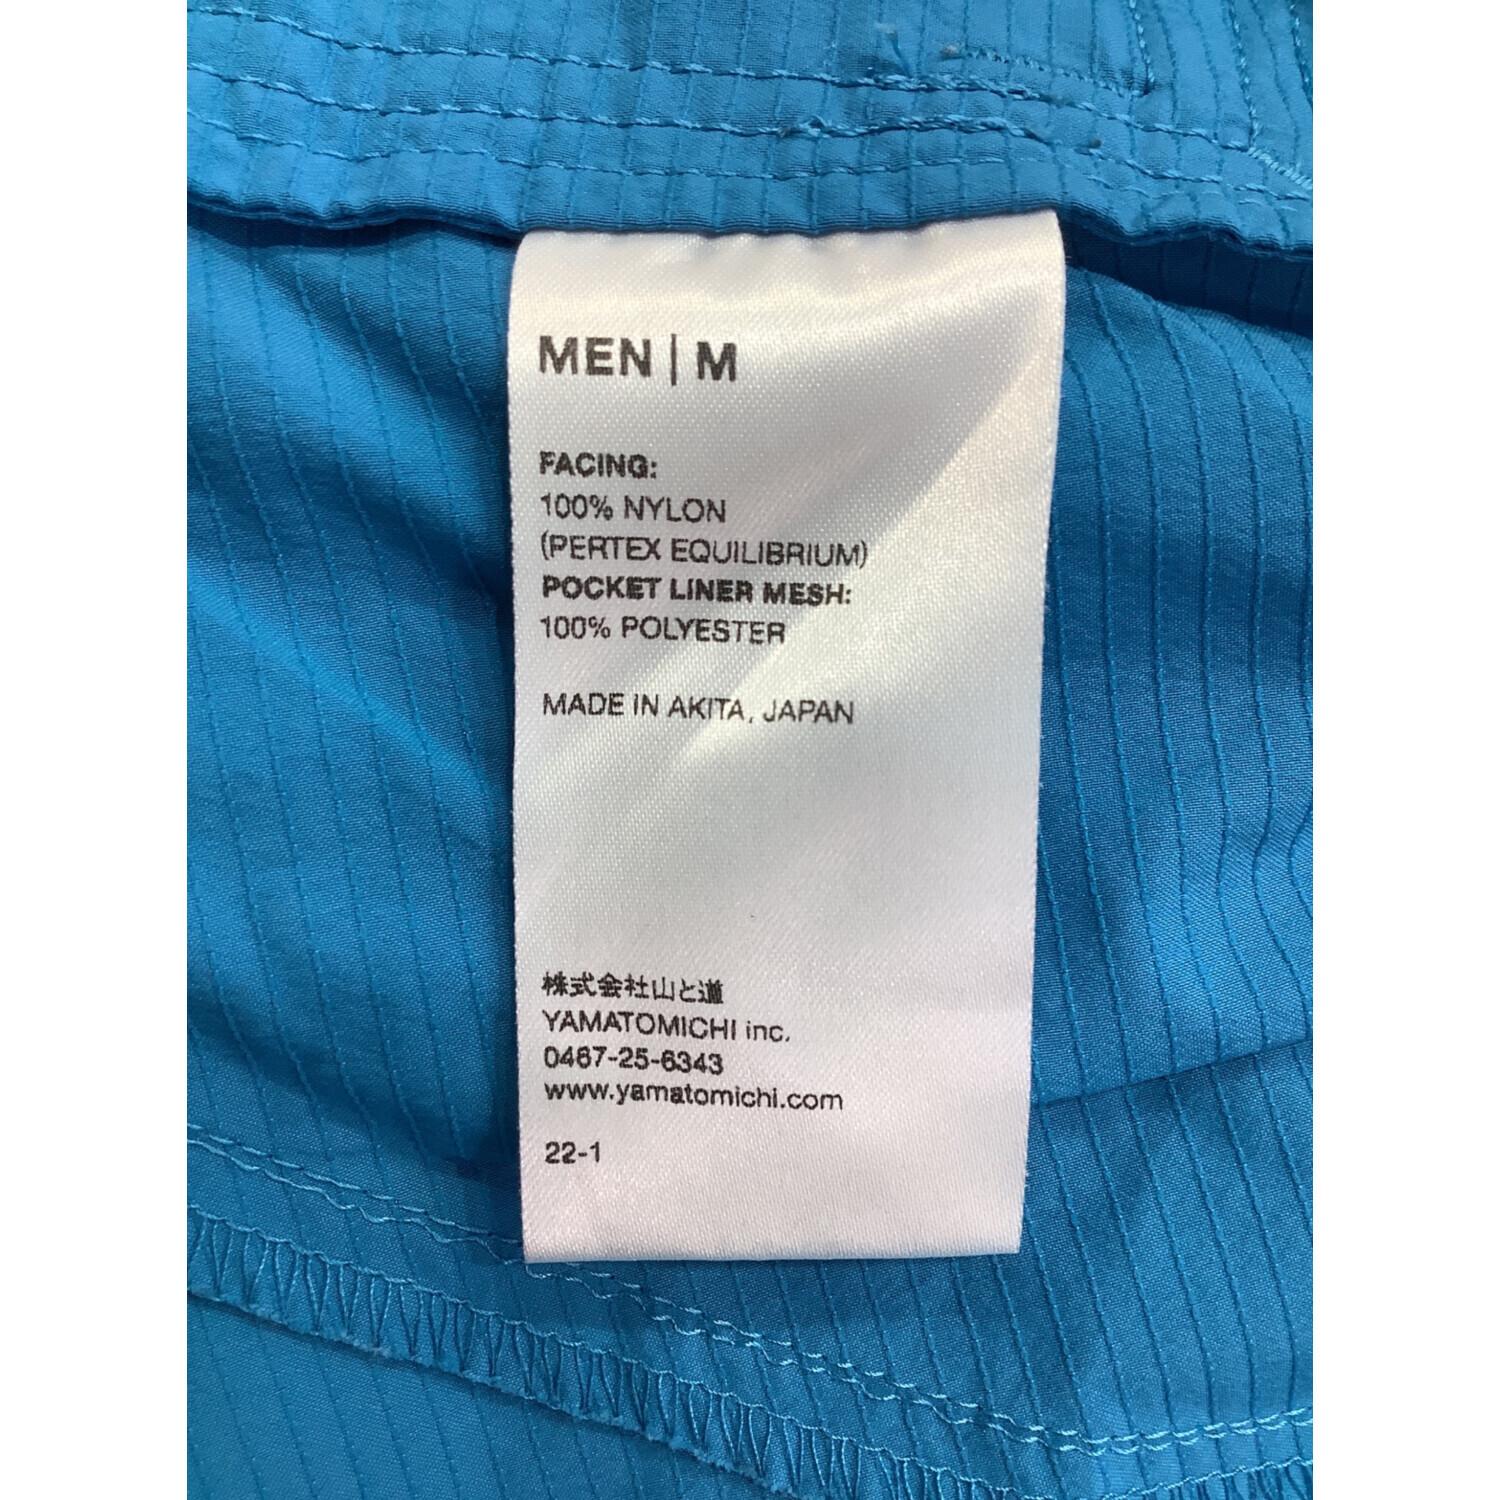 MEN | M
FACING:
100% NYLON
(PERTEX EQUILIBRIUM)
POCKET LINER MESH:
100% POLYESTER
MADE IN AKITA, JAPAN
株式会社山と道
YAMATOMICHI inc.
0467-25-6343
www.yamatomichi.com
22-1